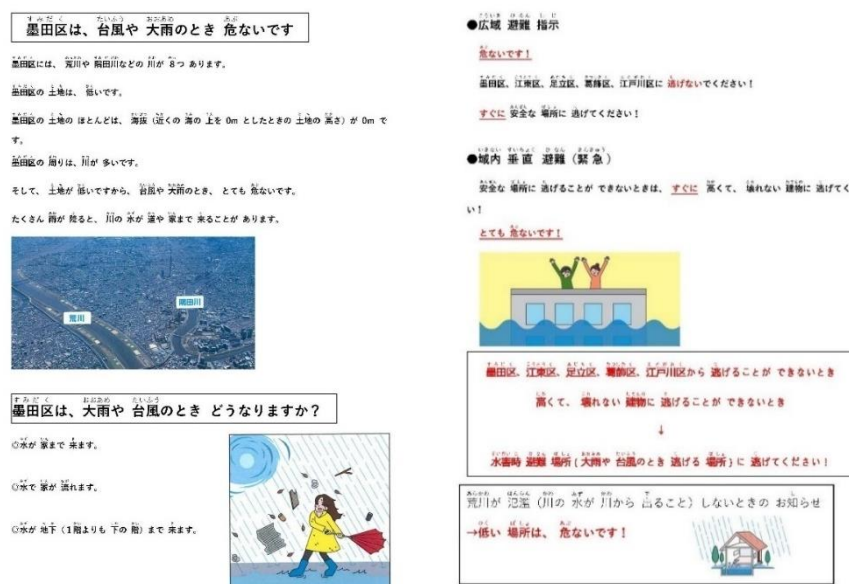 墨田区は、台風や 大雨のとき 危ないです
墨田区には、荒川や 隅田川などの 川が 8つ あります。
墨田区の 土地は、低いです。
墨田区の 土地の ほとんどは、海抜（近くの 海の 上を 0m としたときの 土地の 高さ）が 0m で
す。
墨田区の 周りは、川が 多いです。
そして、土地が 低いですから、台風や 大雨のとき、とても 危ないです。
たくさん 雨が 降ると、川の 水が 道や 家まで 来ることが あります。
隅田川
荒川
墨田区は、大雨や 台風のとき どうなりますか？
◎水が 家まで 来ます。
◎水で 家が 流れます。
◎水が 地下（1階よりも 下の 階）まで 来ます。
●広域 避難 指示
危ないです！
墨田区、江東区、足立区、葛飾区、江戸川区に 逃げないでください！
すぐに 安全な 場所に 逃げてください！
●域内 垂直 避難（緊急）
安全な 場所に 逃げることが できないときは、すぐに 高くて、壊れない 建物に 逃げてく
い！
とても 危ないです！
墨田区、江東区、足立区、葛飾区、江戸川区から 逃げることが できないとき
高くて、壊れない 建物に 逃げることが できないとき
↓
水害時 避難 場所（大雨や 台風のとき 逃げる 場所）に 逃げてください！
荒川が 氾濫（川の 水が 川から 出ること）しないときの お知らせ
→低い 場所は、危ないです！